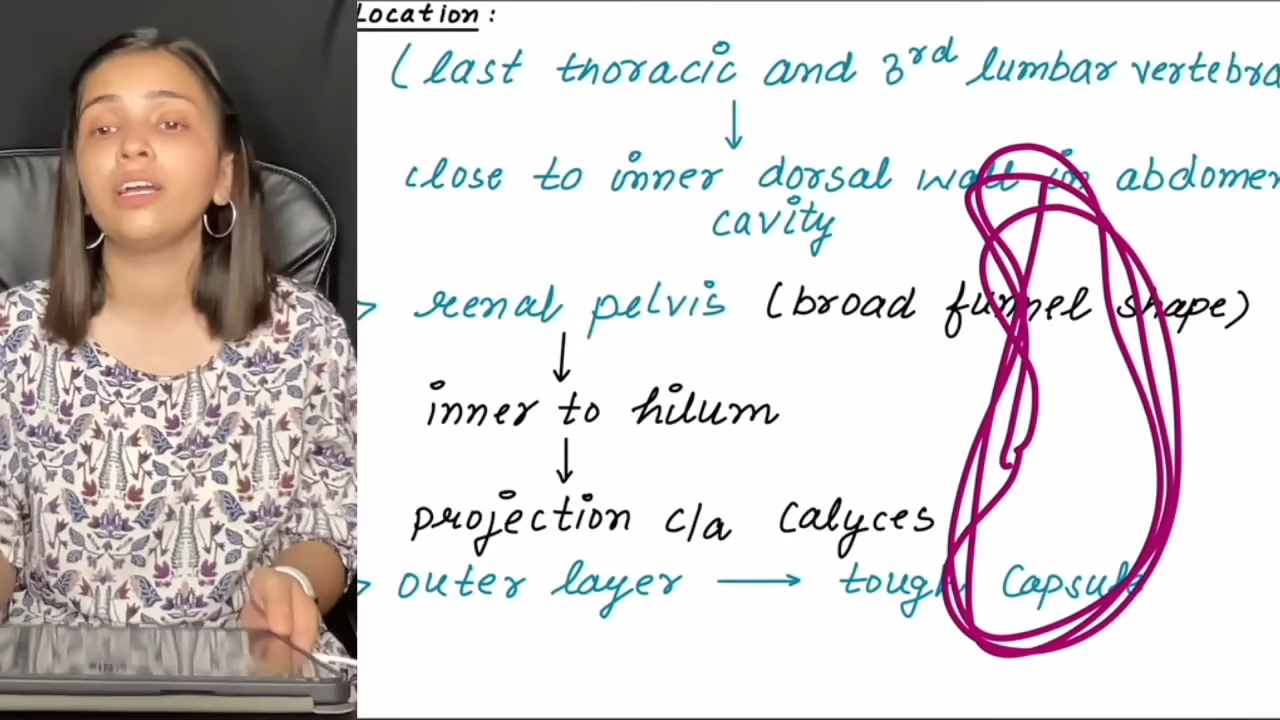 Location :
(last thoracic and 3rd lumbar vertebra
↓
close to inner dorsal wall in abdomen
cavity
> renal pelvis (broad funnel shape)
↓
inner to hilum
↓
projection c/a calyces
> outer layer → tough capsule